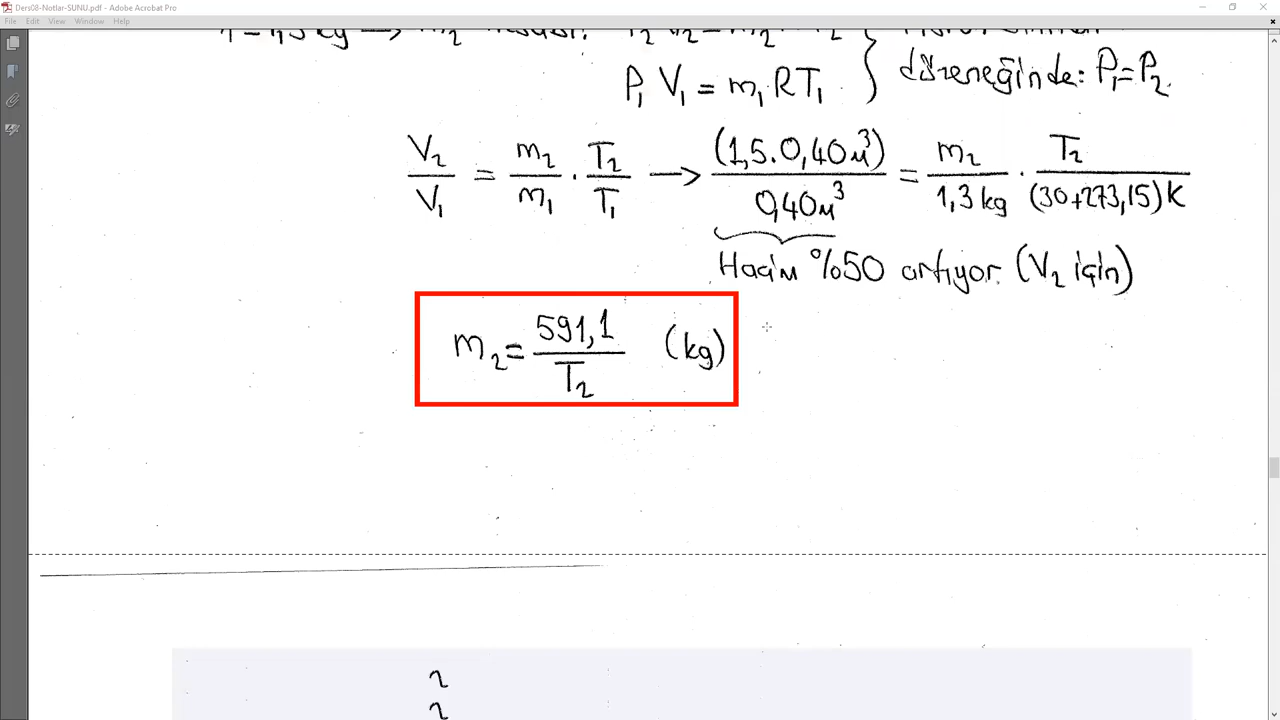 Ders08-Notlar-SUNU.pdf - Adobe Acrobat Pro
File Edit View Window Help
P₁ V₁ = m₁ R T₁ } düzeneğinde: P₁ = P₂
V₂/V₁ = m₂/m₁ . T₂/T₁ → (1,5.0,40m³)/0,40m³ = m₂/1,3 kg . T₂/(30+273,15)K
Hacim %50 artıyor. (V₂ için)
m₂ = 591,1/T₂ (kg)